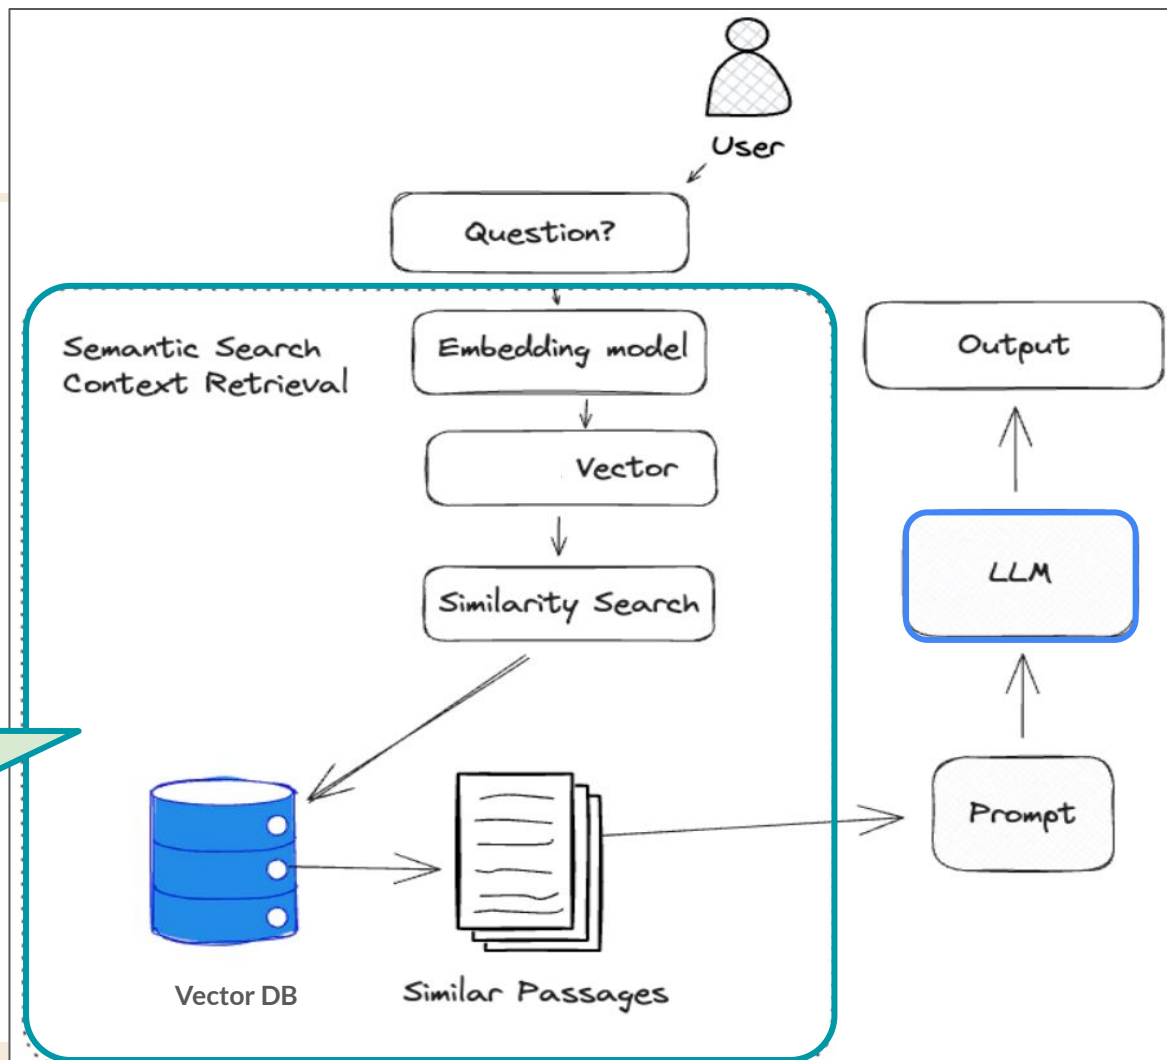 User
Question?
Semantic Search
Context Retrieval
Embedding model
Vector
Similarity Search
Vector DB
Similar Passages
Output
LLM
Prompt